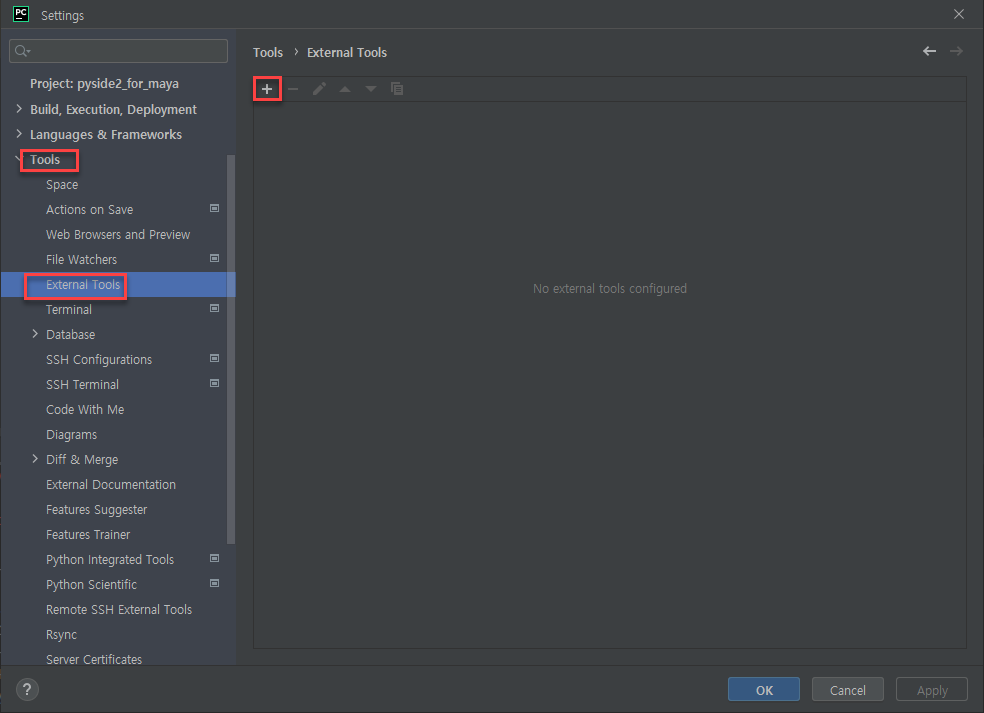 PC
Settings
Project: pyside2_for_maya
Build, Execution, Deployment
Languages & Frameworks
Tools
Space
Actions on Save
Web Browsers and Preview
File Watchers
External Tools
Terminal
Database
SSH Configurations
SSH Terminal
Code With Me
Diagrams
Diff & Merge
External Documentation
Features Suggester
Features Trainer
Python Integrated Tools
Python Scientific
Remote SSH External Tools
Rsync
Server Certificates
Tools › External Tools
No external tools configured
?
OK
Cancel
Apply